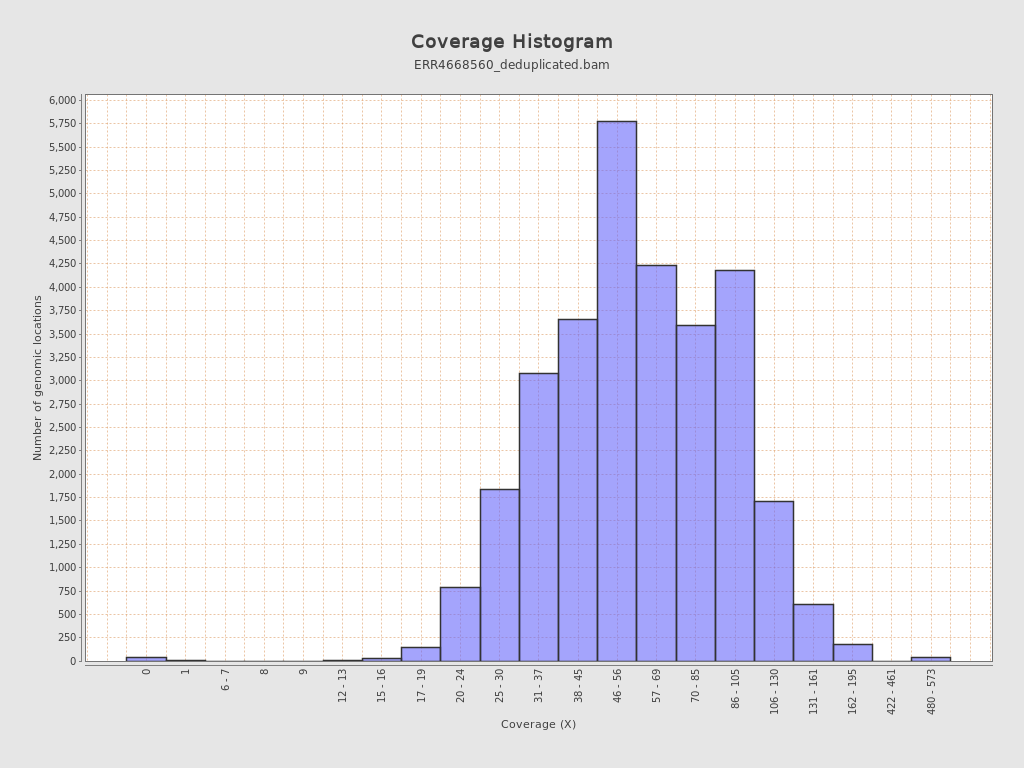 Coverage Histogram
ERR4668560_deduplicated.bam
Number of genomic locations
6,000
5,750
5,500
5,250
5,000
4,750
4,500
4,250
4,000
3,750
3,500
3,250
3,000
2,750
2,500
2,250
2,000
1,750
1,500
1,250
1,000
750
500
250
0
0
1
6 - 7
8
9
12 - 13
15 - 16
17 - 19
20 - 24
25 - 30
31 - 37
38 - 45
46 - 56
57 - 69
70 - 85
86 - 105
106 - 130
131 - 161
162 - 195
422 - 461
480 - 573
Coverage (X)